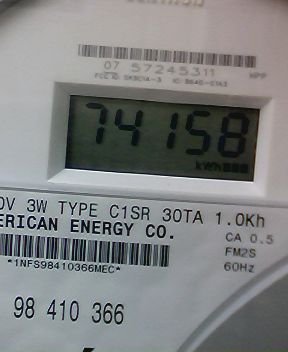 07 57245311
HPP
74158
kWh
0V 3W TYPE C1SR 30TA 1.0Kh
ERICAN ENERGY CO.
CA 0.5
*1NFS98410366MEC*
FM2S
60Hz
98 410 366